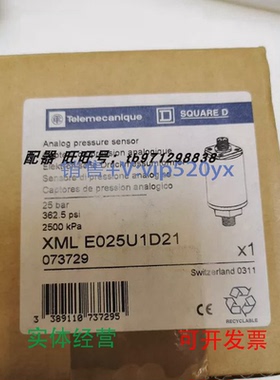 Telemecanique
SQUARE D
Analog pressure sensor
配器 旺旺号：tb971298838
25 bar
362.5 psi
2500 kPa
XML E025U1D21
073729
x1
Switzerland 0311
CE
RECYCLABLE
3 389110 737295
实体经营
可开发票